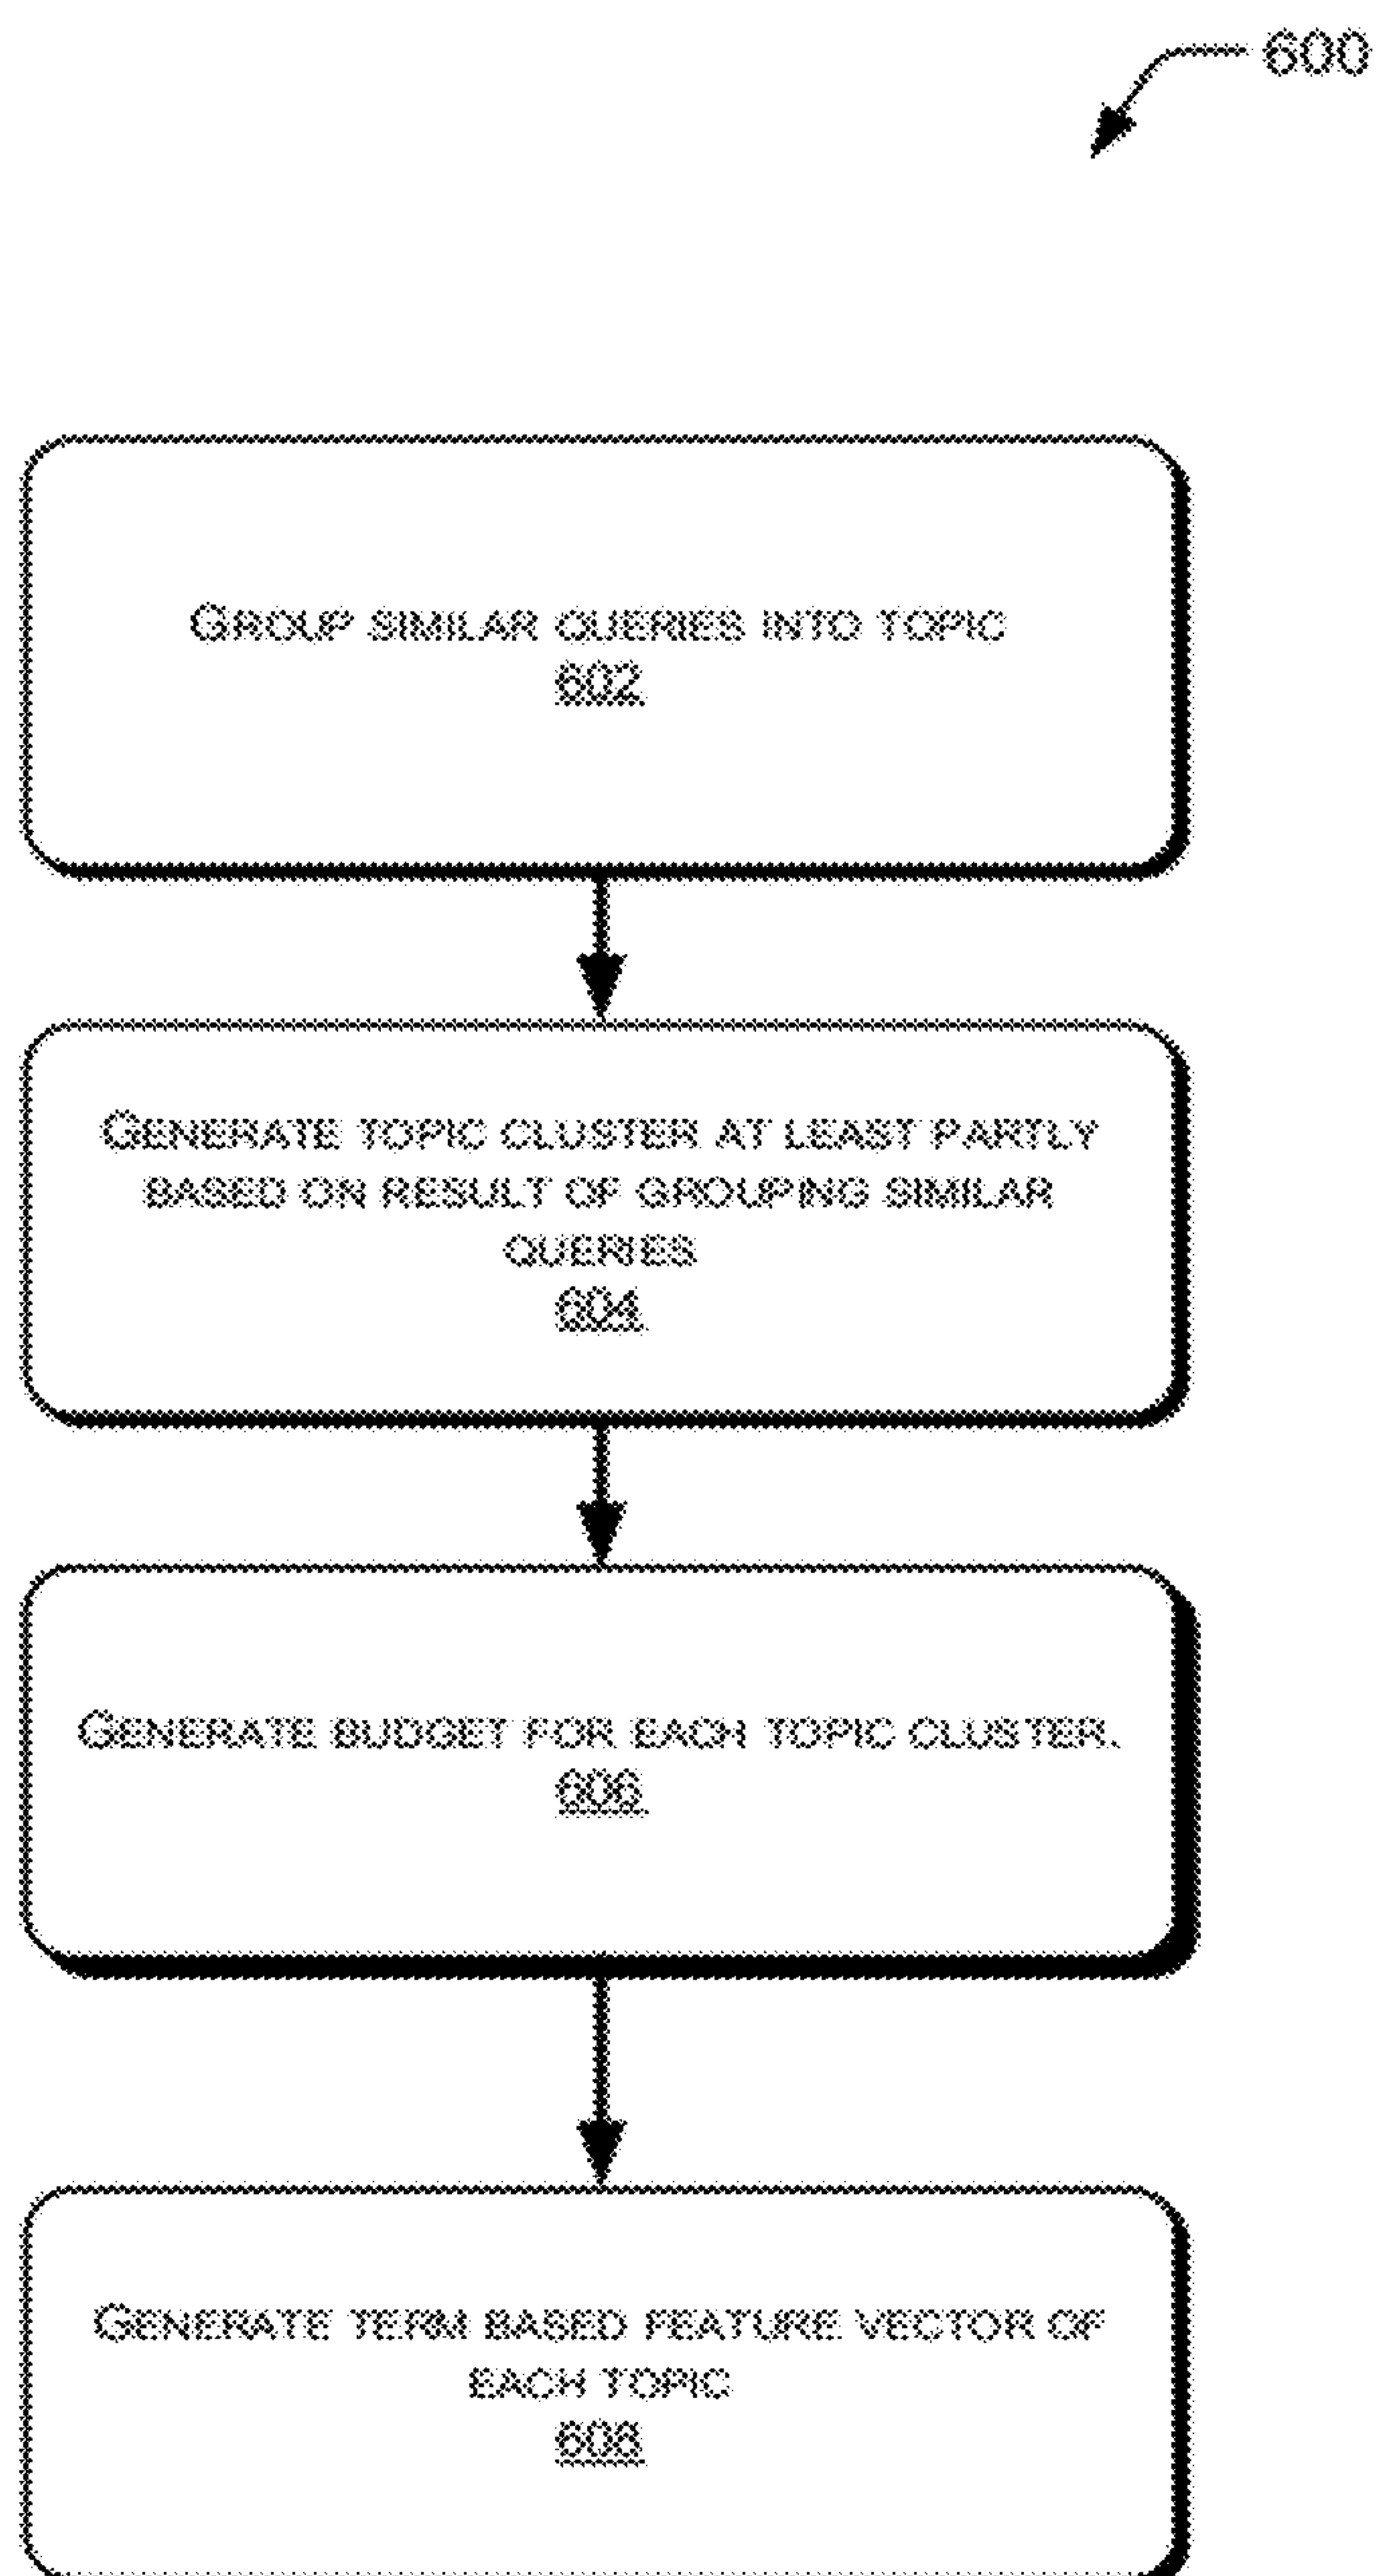 600
GROUP SIMILAR QUERIES INTO TOPIC
602
GENERATE TOPIC CLUSTER AT LEAST PARTLY
BASED ON RESULT OF GROUPING SIMILAR
QUERIES
604
GENERATE BUDGET FOR EACH TOPIC CLUSTER.
606
GENERATE TERM BASED FEATURE VECTOR OF
EACH TOPIC
608